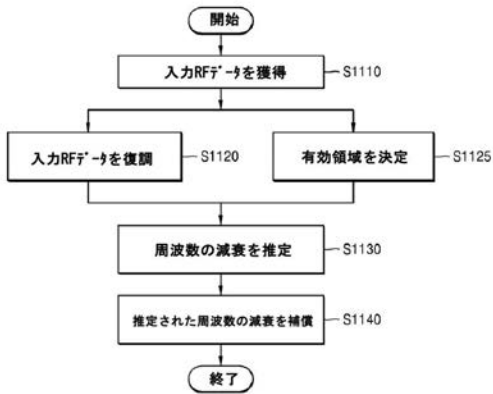 開始
入力RFデータを獲得
S1110
入力RFデータを復調
S1120
有効領域を決定
S1125
周波数の減衰を推定
S1130
推定された周波数の減衰を補償
S1140
終了